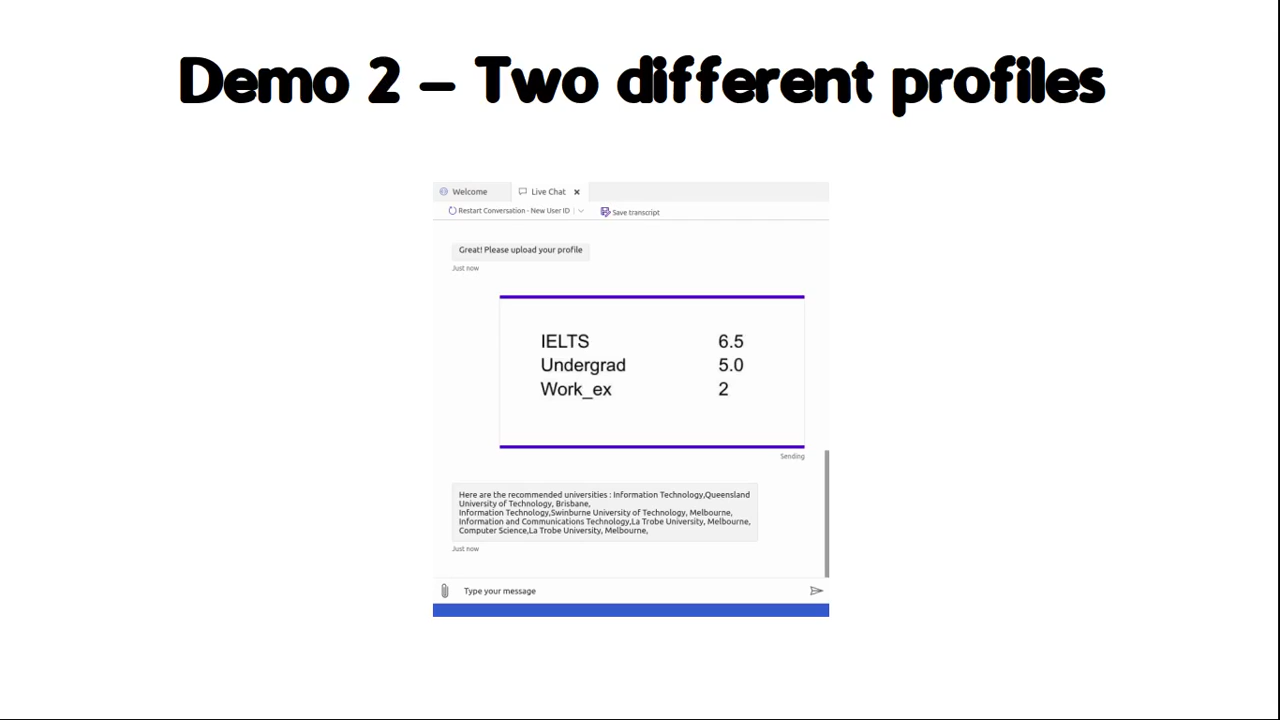 Demo 2 – Two different profiles
Welcome
Live Chat
Restart Conversation - New User ID
Save transcript
Great! Please upload your profile
Just now
IELTS 6.5
Undergrad 5.0
Work_ex 2
Sending
Here are the recommended universities : Information Technology,Queensland
University of Technology, Brisbane,
Information Technology,Swinburne University of Technology, Melbourne,
Information and Communications Technology,La Trobe University, Melbourne,
Computer Science,La Trobe University, Melbourne,
Just now
Type your message